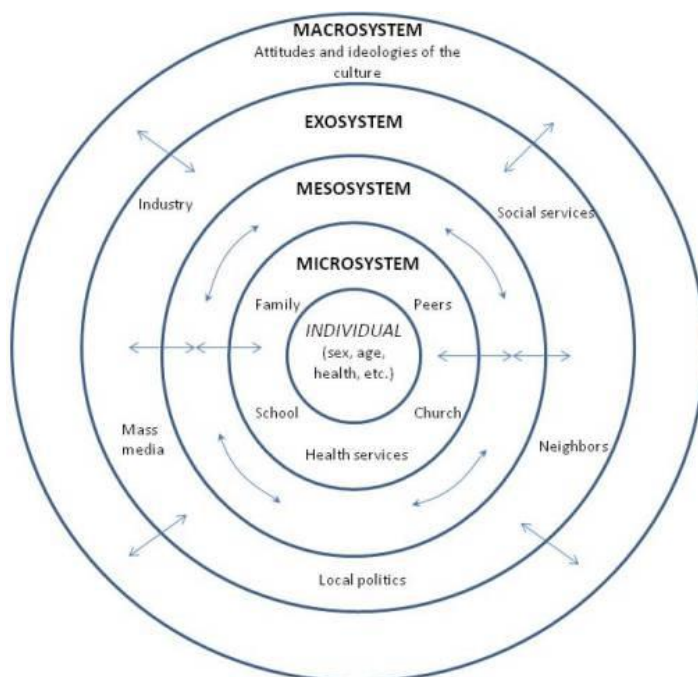 MACROSYSTEM
Attitudes and ideologies of the
culture
EXOSYSTEM
Industry
Social services
MESOSYSTEM
MICROSYSTEM
Family
Peers
INDIVIDUAL
(sex, age,
health, etc.)
School
Church
Health services
Mass
media
Neighbors
Local politics